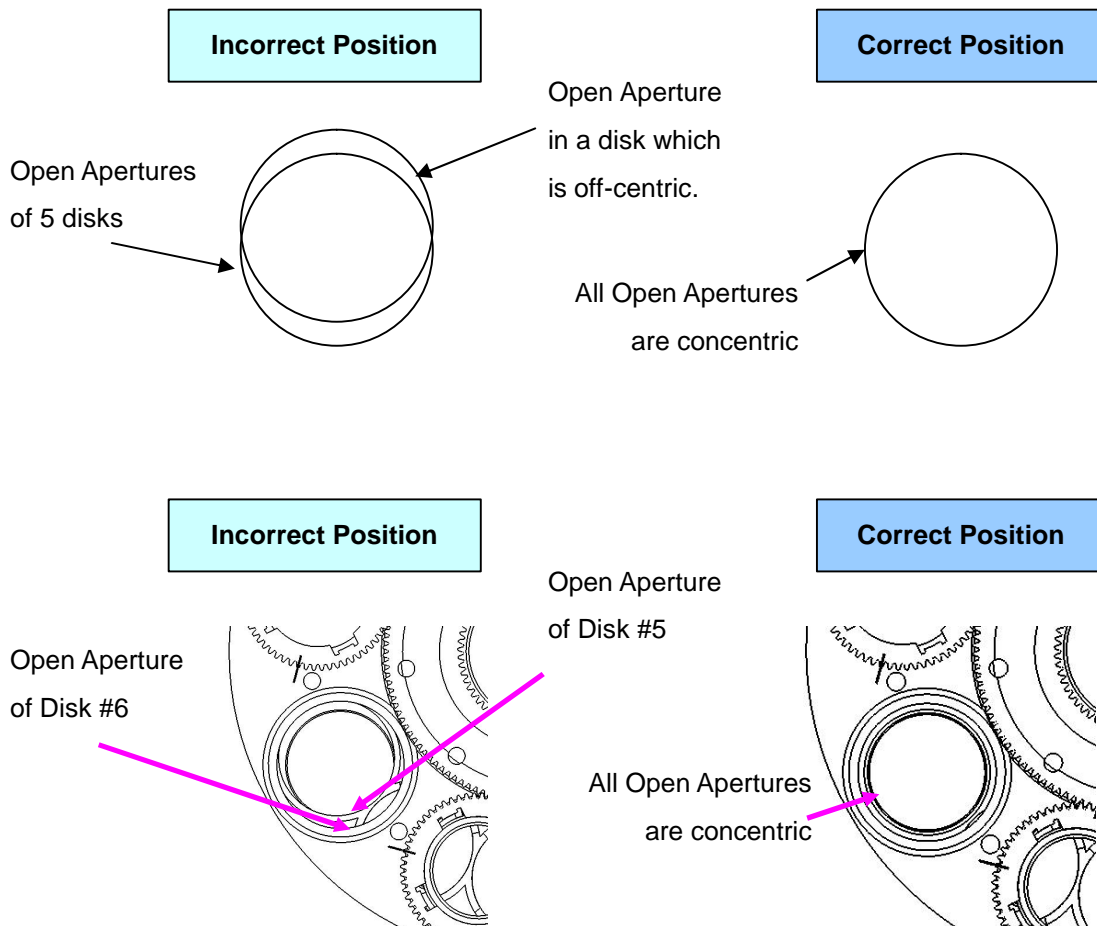 Incorrect Position
Correct Position
Open Aperture
in a disk which
is off-centric.
Open Apertures
of 5 disks
All Open Apertures
are concentric
Incorrect Position
Correct Position
Open Aperture
of Disk #5
Open Aperture
of Disk #6
All Open Apertures
are concentric